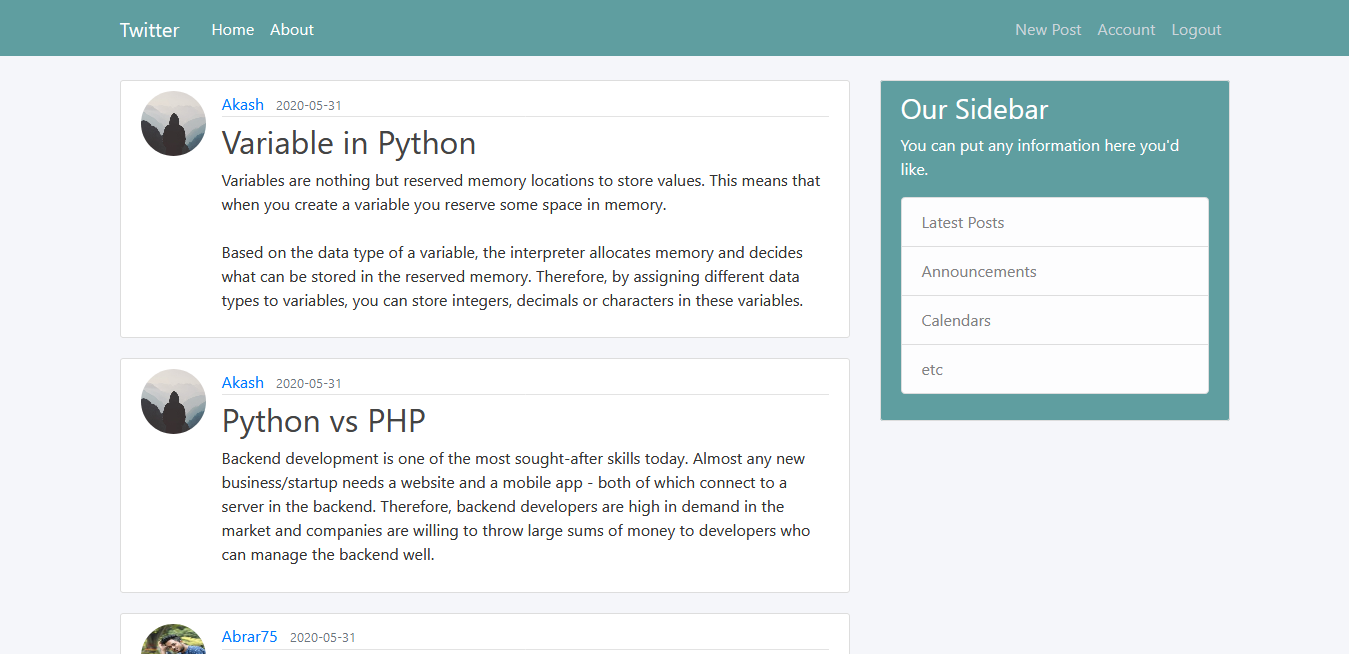 Twitter Home About New Post Account Logout
Akash 2020-05-31
Variable in Python
Variables are nothing but reserved memory locations to store values. This means that
when you create a variable you reserve some space in memory.
Based on the data type of a variable, the interpreter allocates memory and decides
what can be stored in the reserved memory. Therefore, by assigning different data
types to variables, you can store integers, decimals or characters in these variables.
Akash 2020-05-31
Python vs PHP
Backend development is one of the most sought-after skills today. Almost any new
business/startup needs a website and a mobile app - both of which connect to a
server in the backend. Therefore, backend developers are high in demand in the
market and companies are willing to throw large sums of money to developers who
can manage the backend well.
Abrar75 2020-05-31
Our Sidebar
You can put any information here you'd
like.
Latest Posts
Announcements
Calendars
etc